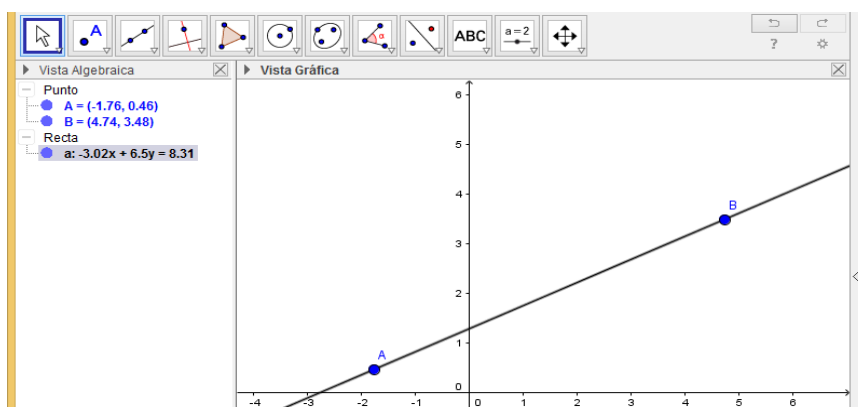 A
α
ABC
a=2
?
Vista Algebraica
Vista Gráfica
Punto
A = (-1.76, 0.46)
B = (4.74, 3.48)
Recta
a: -3.02x + 6.5y = 8.31
6
5
4
3
2
1
0
A
B
-4 -3 -2 -1 0 1 2 3 4 5 6